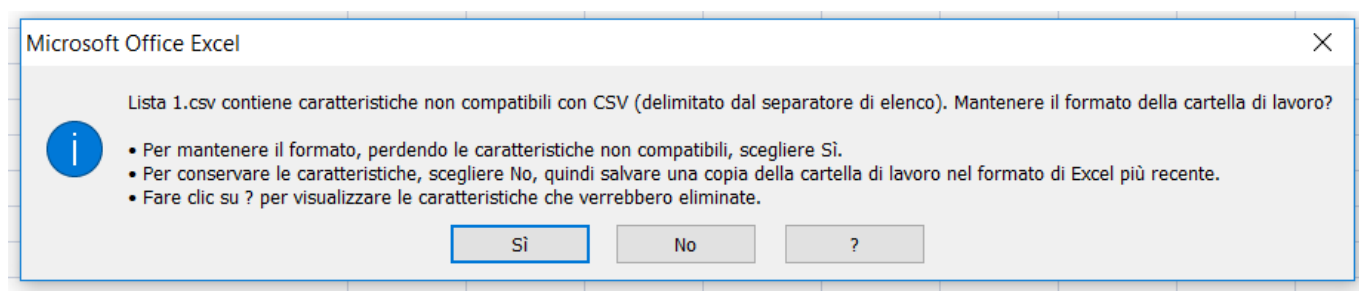 Microsoft Office Excel
Lista 1.csv contiene caratteristiche non compatibili con CSV (delimitato dal separatore di elenco). Mantenere il formato della cartella di lavoro?
• Per mantenere il formato, perdendo le caratteristiche non compatibili, scegliere Sì.
• Per conservare le caratteristiche, scegliere No, quindi salvare una copia della cartella di lavoro nel formato di Excel più recente.
• Fare clic su ? per visualizzare le caratteristiche che verrebbero eliminate.
Sì No ?